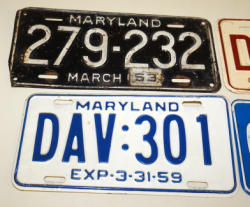 MARYLAND
279-232
MARCH 53
MARYLAND
DAV:301
EXP-3-31-59
D